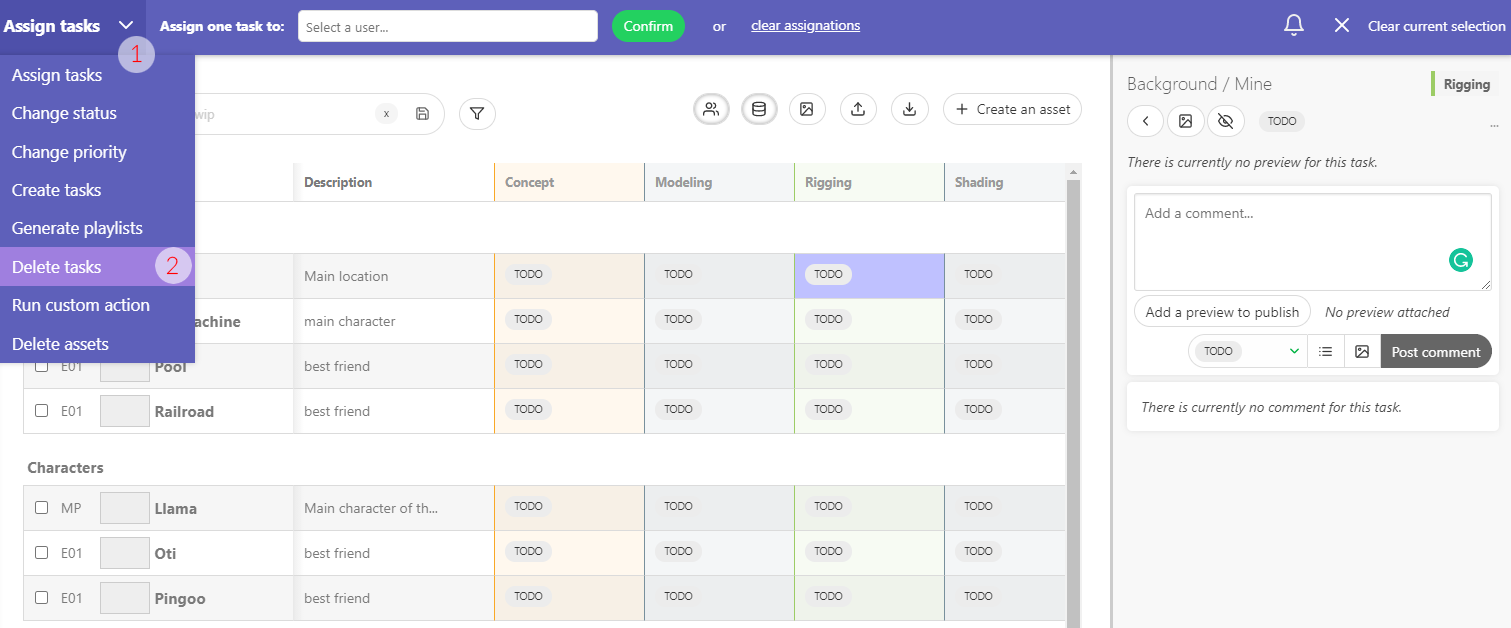 Assign tasks
Assign one task to: Select a user... Confirm or clear assignations Clear current selection
1
Assign tasks
Change status
Change priority
Create tasks
Generate playlists
Delete tasks 2
Run custom action
Delete assets
wip x
Create an asset
Description Concept Modeling Rigging Shading
Main location TODO TODO TODO TODO
achine main character TODO TODO TODO TODO
E01 Pool best friend TODO TODO TODO TODO
E01 Railroad best friend TODO TODO TODO TODO
Characters
MP Llama Main character of th... TODO TODO TODO TODO
E01 Oti best friend TODO TODO TODO TODO
E01 Pingoo best friend TODO TODO TODO TODO
Background / Mine Rigging
TODO ...
There is currently no preview for this task.
Add a comment...
Add a preview to publish No preview attached
TODO Post comment
There is currently no comment for this task.